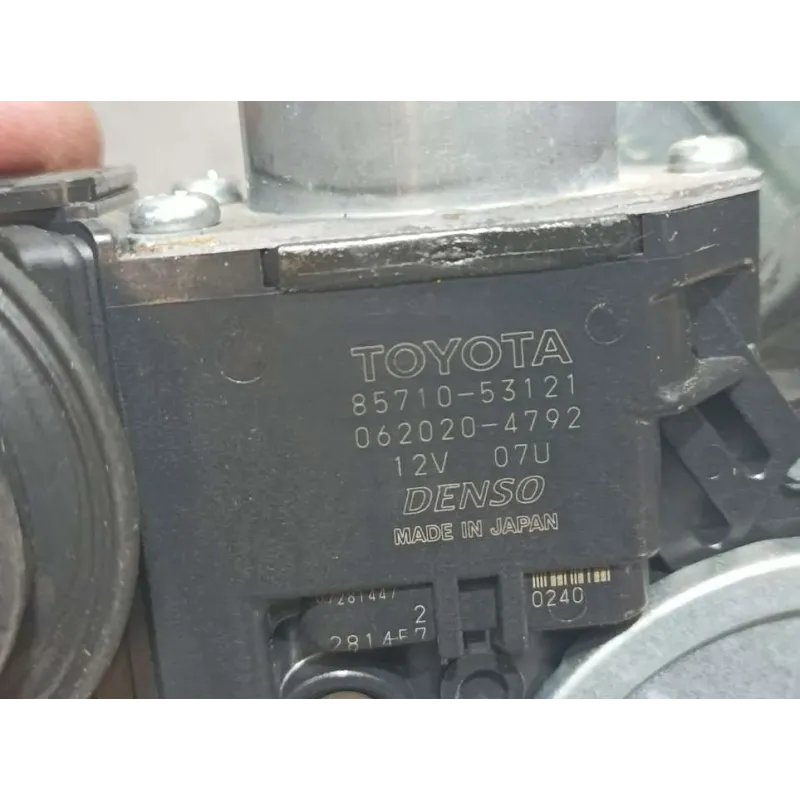 TOYOTA
85710-53121
062020-4792
12V 07U
DENSO
MADE IN JAPAN
0240
2